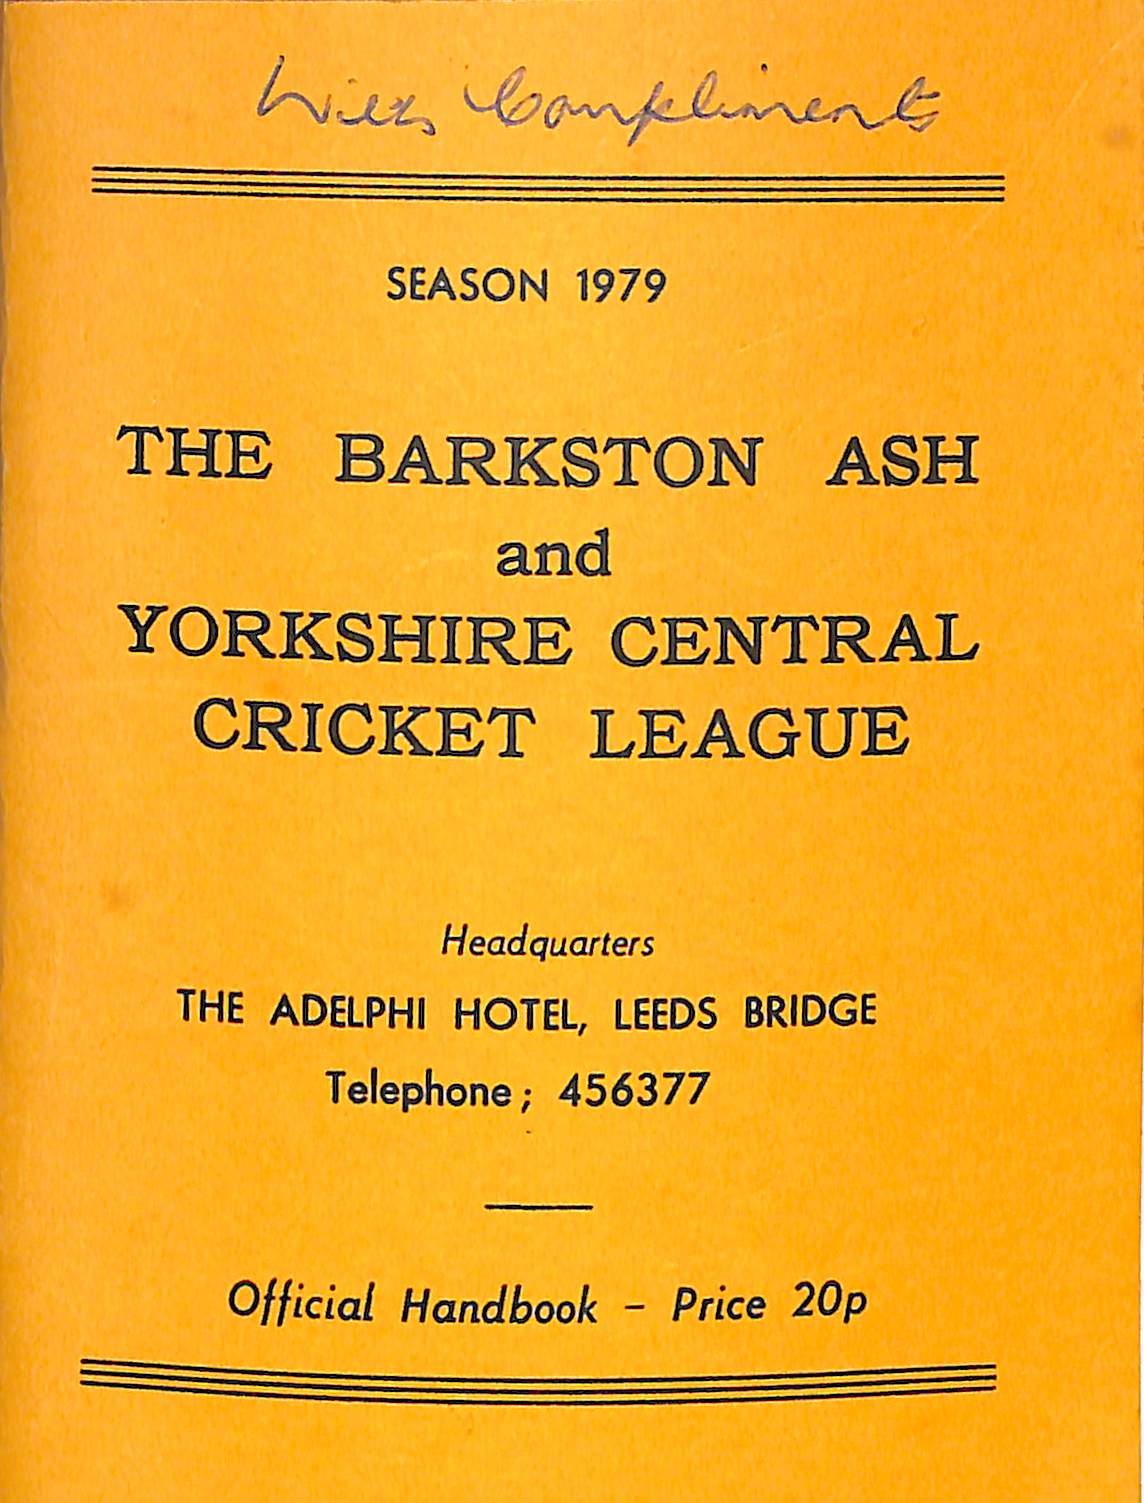 With Compliments
SEASON 1979
THE BARKSTON ASH
and
YORKSHIRE CENTRAL
CRICKET LEAGUE
Headquarters
THE ADELPHI HOTEL, LEEDS BRIDGE
Telephone; 456377
Official Handbook - Price 20p